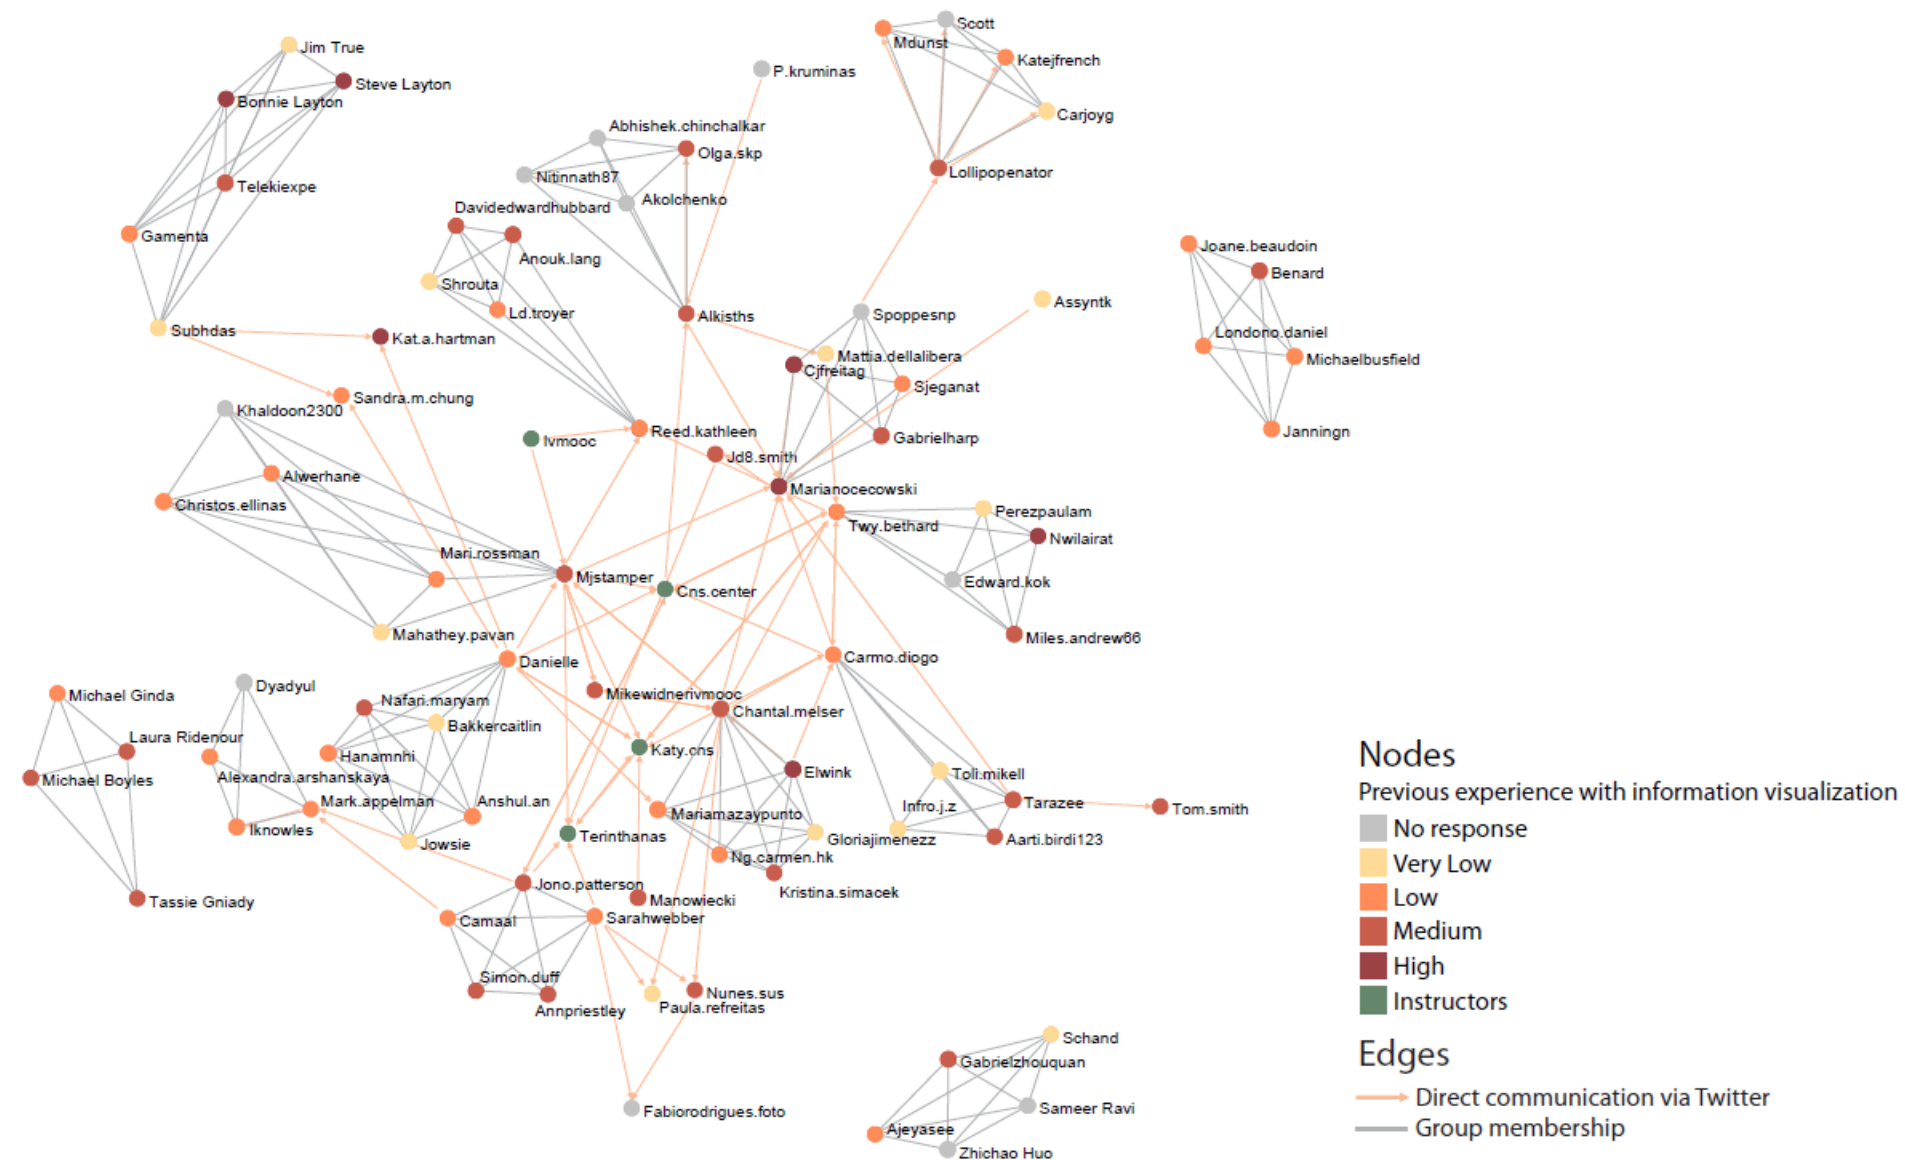 Scott
Mdunst
Jim True
Katejfrench
P.kruminas
Steve Layton
Bonnie Layton
Carjoyg
Abhishek.chinchalkar
Olga.skp
Lollipopenator
Nitinnath87
Telekiexpe
Akolchenko
Davidedwardhubbard
Gamenta
Joane.beaudoin
Anouk.lang
Benard
Shrouta
Assyntk
Ld.troyer
Alkisths
Spoppesnp
Subhdas
Londono.daniel
Kat.a.hartman
Mattia.dellalibera
Michaelbusfield
Cjfreitag
Sjeganat
Sandra.m.chung
Khaldoon2300
Reed.kathleen
Janningn
Ivmooc
Gabrielharp
Jd8.smith
Alwerhane
Marianocecowski
Christos.ellinas
Perezpaulam
Twy.bethard
Nwilairat
Mari.rossman
Mjstamper
Edward.kok
Cns.center
Mahathey.pavan
Miles.andrew66
Danielle
Carmo.diogo
Dyadyul
Michael Ginda
Mikewidnerivmooc
Nafari.maryam
Chantal.melser
Bakkercaitlin
Laura Ridenour
Katy.cns
Hanamnhi
Elwink
Toli.mikell
Alexandra.arshanskaya
Michael Boyles
Mark.appelman
Anshul.an
Infro.j.z
Tarazee
Tom.smith
Mariamazaypunto
Iknowles
Terinthanas
Gloriajimenezz
Aarti.birdi123
Jowsie
Ng.carmen.hk
Jono.patterson
Kristina.simacek
Tassie Gniady
Manowiecki
Camaal
Sarahwebber
Simon.duff
Nunes.sus
Annpriestley
Paula.refreitas
Schand
Gabrielzhouquan
Fabiorodrigues.foto
Sameer Ravi
Ajeyasee
Zhichao Huo
Nodes
Previous experience with information visualization
No response
Very Low
Low
Medium
High
Instructors
Edges
Direct communication via Twitter
Group membership